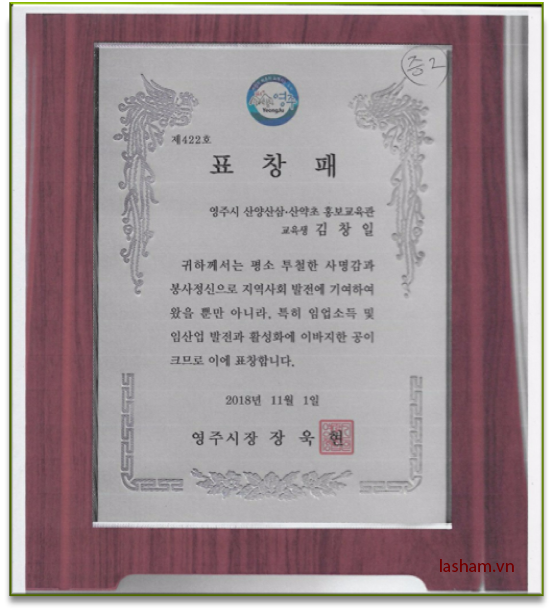 증2
영주
Yeongju
제422호
표 창 패
영주시 산양산삼·산약초 홍보교육관
교육생 김 창 일
귀하께서는 평소 투철한 사명감과
봉사정신으로 지역사회 발전에 기여하여
왔을 뿐만 아니라, 특히 임업소득 및
임산업 발전과 활성화에 이바지한 공이
크므로 이에 표창합니다.
2018년 11월 1일
영주시장 장 욱 현
lasham.vn